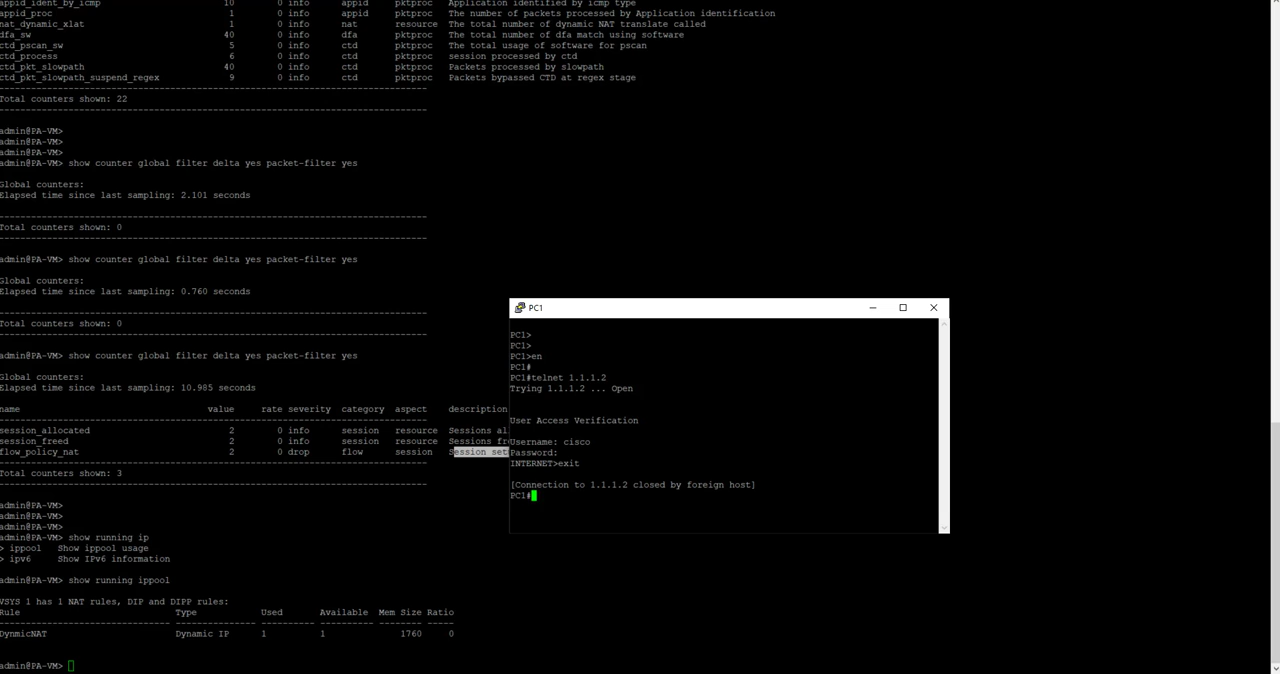 appid_ident_by_icmp 10 0 info appid pktproc Application identified by icmp type
appid_proc 1 0 info appid pktproc The number of packets processed by Application identification
nat_dynamic_xlat 1 0 info nat resource The total number of dynamic NAT translate called
dfa_sw 40 0 info dfa pktproc The total number of dfa match using software
ctd_pscan_sw 5 0 info ctd pktproc The total usage of software for pscan
ctd_process 6 0 info ctd pktproc session processed by ctd
ctd_pkt_slowpath 40 0 info ctd pktproc Packets processed by slowpath
ctd_pkt_slowpath_suspend_regex 9 0 info ctd pktproc Packets bypassed CTD at regex stage
--------------------------------------------------------------------------------
Total counters shown: 22
--------------------------------------------------------------------------------
admin@PA-VM>
admin@PA-VM>
admin@PA-VM>
admin@PA-VM> show counter global filter delta yes packet-filter yes
Global counters:
Elapsed time since last sampling: 2.101 seconds
--------------------------------------------------------------------------------
Total counters shown: 0
--------------------------------------------------------------------------------
admin@PA-VM> show counter global filter delta yes packet-filter yes
Global counters:
Elapsed time since last sampling: 0.760 seconds
--------------------------------------------------------------------------------
Total counters shown: 0
--------------------------------------------------------------------------------
admin@PA-VM> show counter global filter delta yes packet-filter yes
Global counters:
Elapsed time since last sampling: 10.985 seconds
name value rate severity category aspect description
--------------------------------------------------------------------------------
session_allocated 2 0 info session resource Sessions al
session_freed 2 0 info session resource Sessions fr
flow_policy_nat 2 0 drop flow session Session set
--------------------------------------------------------------------------------
Total counters shown: 3
--------------------------------------------------------------------------------
admin@PA-VM>
admin@PA-VM>
admin@PA-VM>
admin@PA-VM> show running ip
> ippool Show ippool usage
> ipv6 Show IPv6 information
admin@PA-VM> show running ippool
VSYS 1 has 1 NAT rules, DIP and DIPP rules:
Rule Type Used Available Mem Size Ratio
-------------------------------- --------------- --------- --------- -------- -----
DynmicNAT Dynamic IP 1 1 1760 0
admin@PA-VM>
PC1
PC1>
PC1>
PC1>en
PC1#
PC1#telnet 1.1.1.2
Trying 1.1.1.2 ... Open
User Access Verification
Username: cisco
Password:
INTERNET>exit
[Connection to 1.1.1.2 closed by foreign host]
PC1#